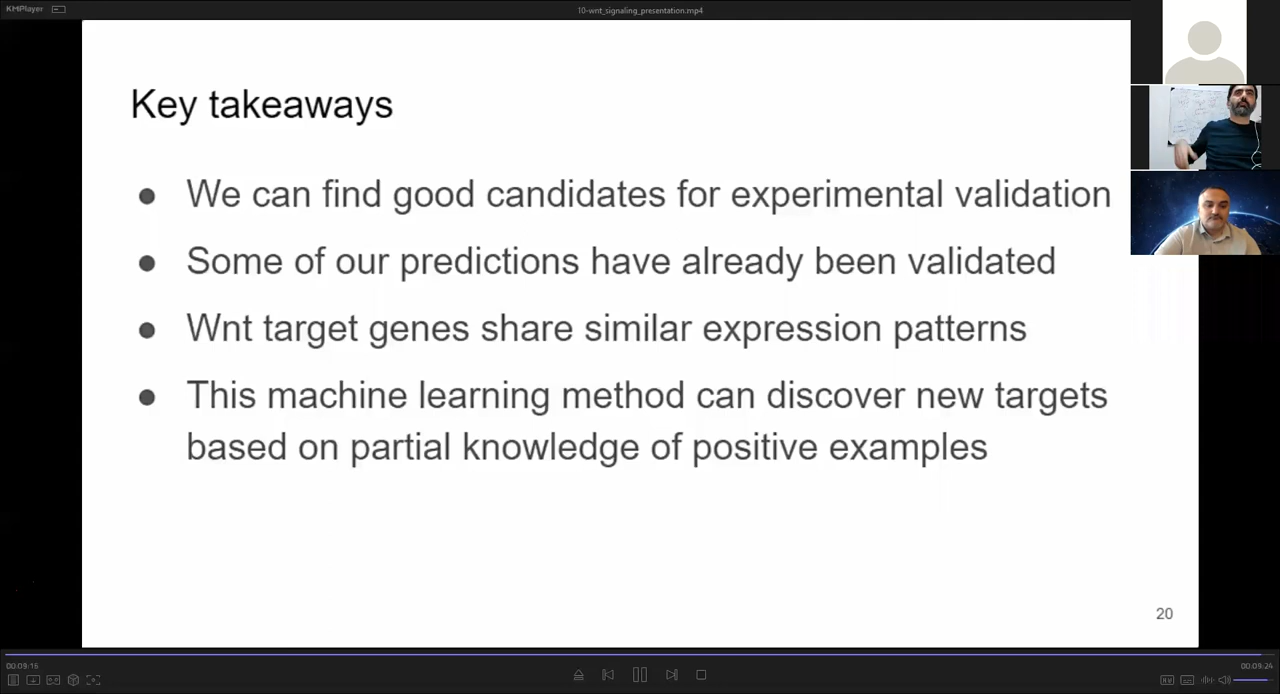 KMPlayer
10-wnt_signaling_presentation.mp4
Key takeaways
● We can find good candidates for experimental validation
● Some of our predictions have already been validated
● Wnt target genes share similar expression patterns
● This machine learning method can discover new targets
based on partial knowledge of positive examples
20
00:09:15
00:09:24